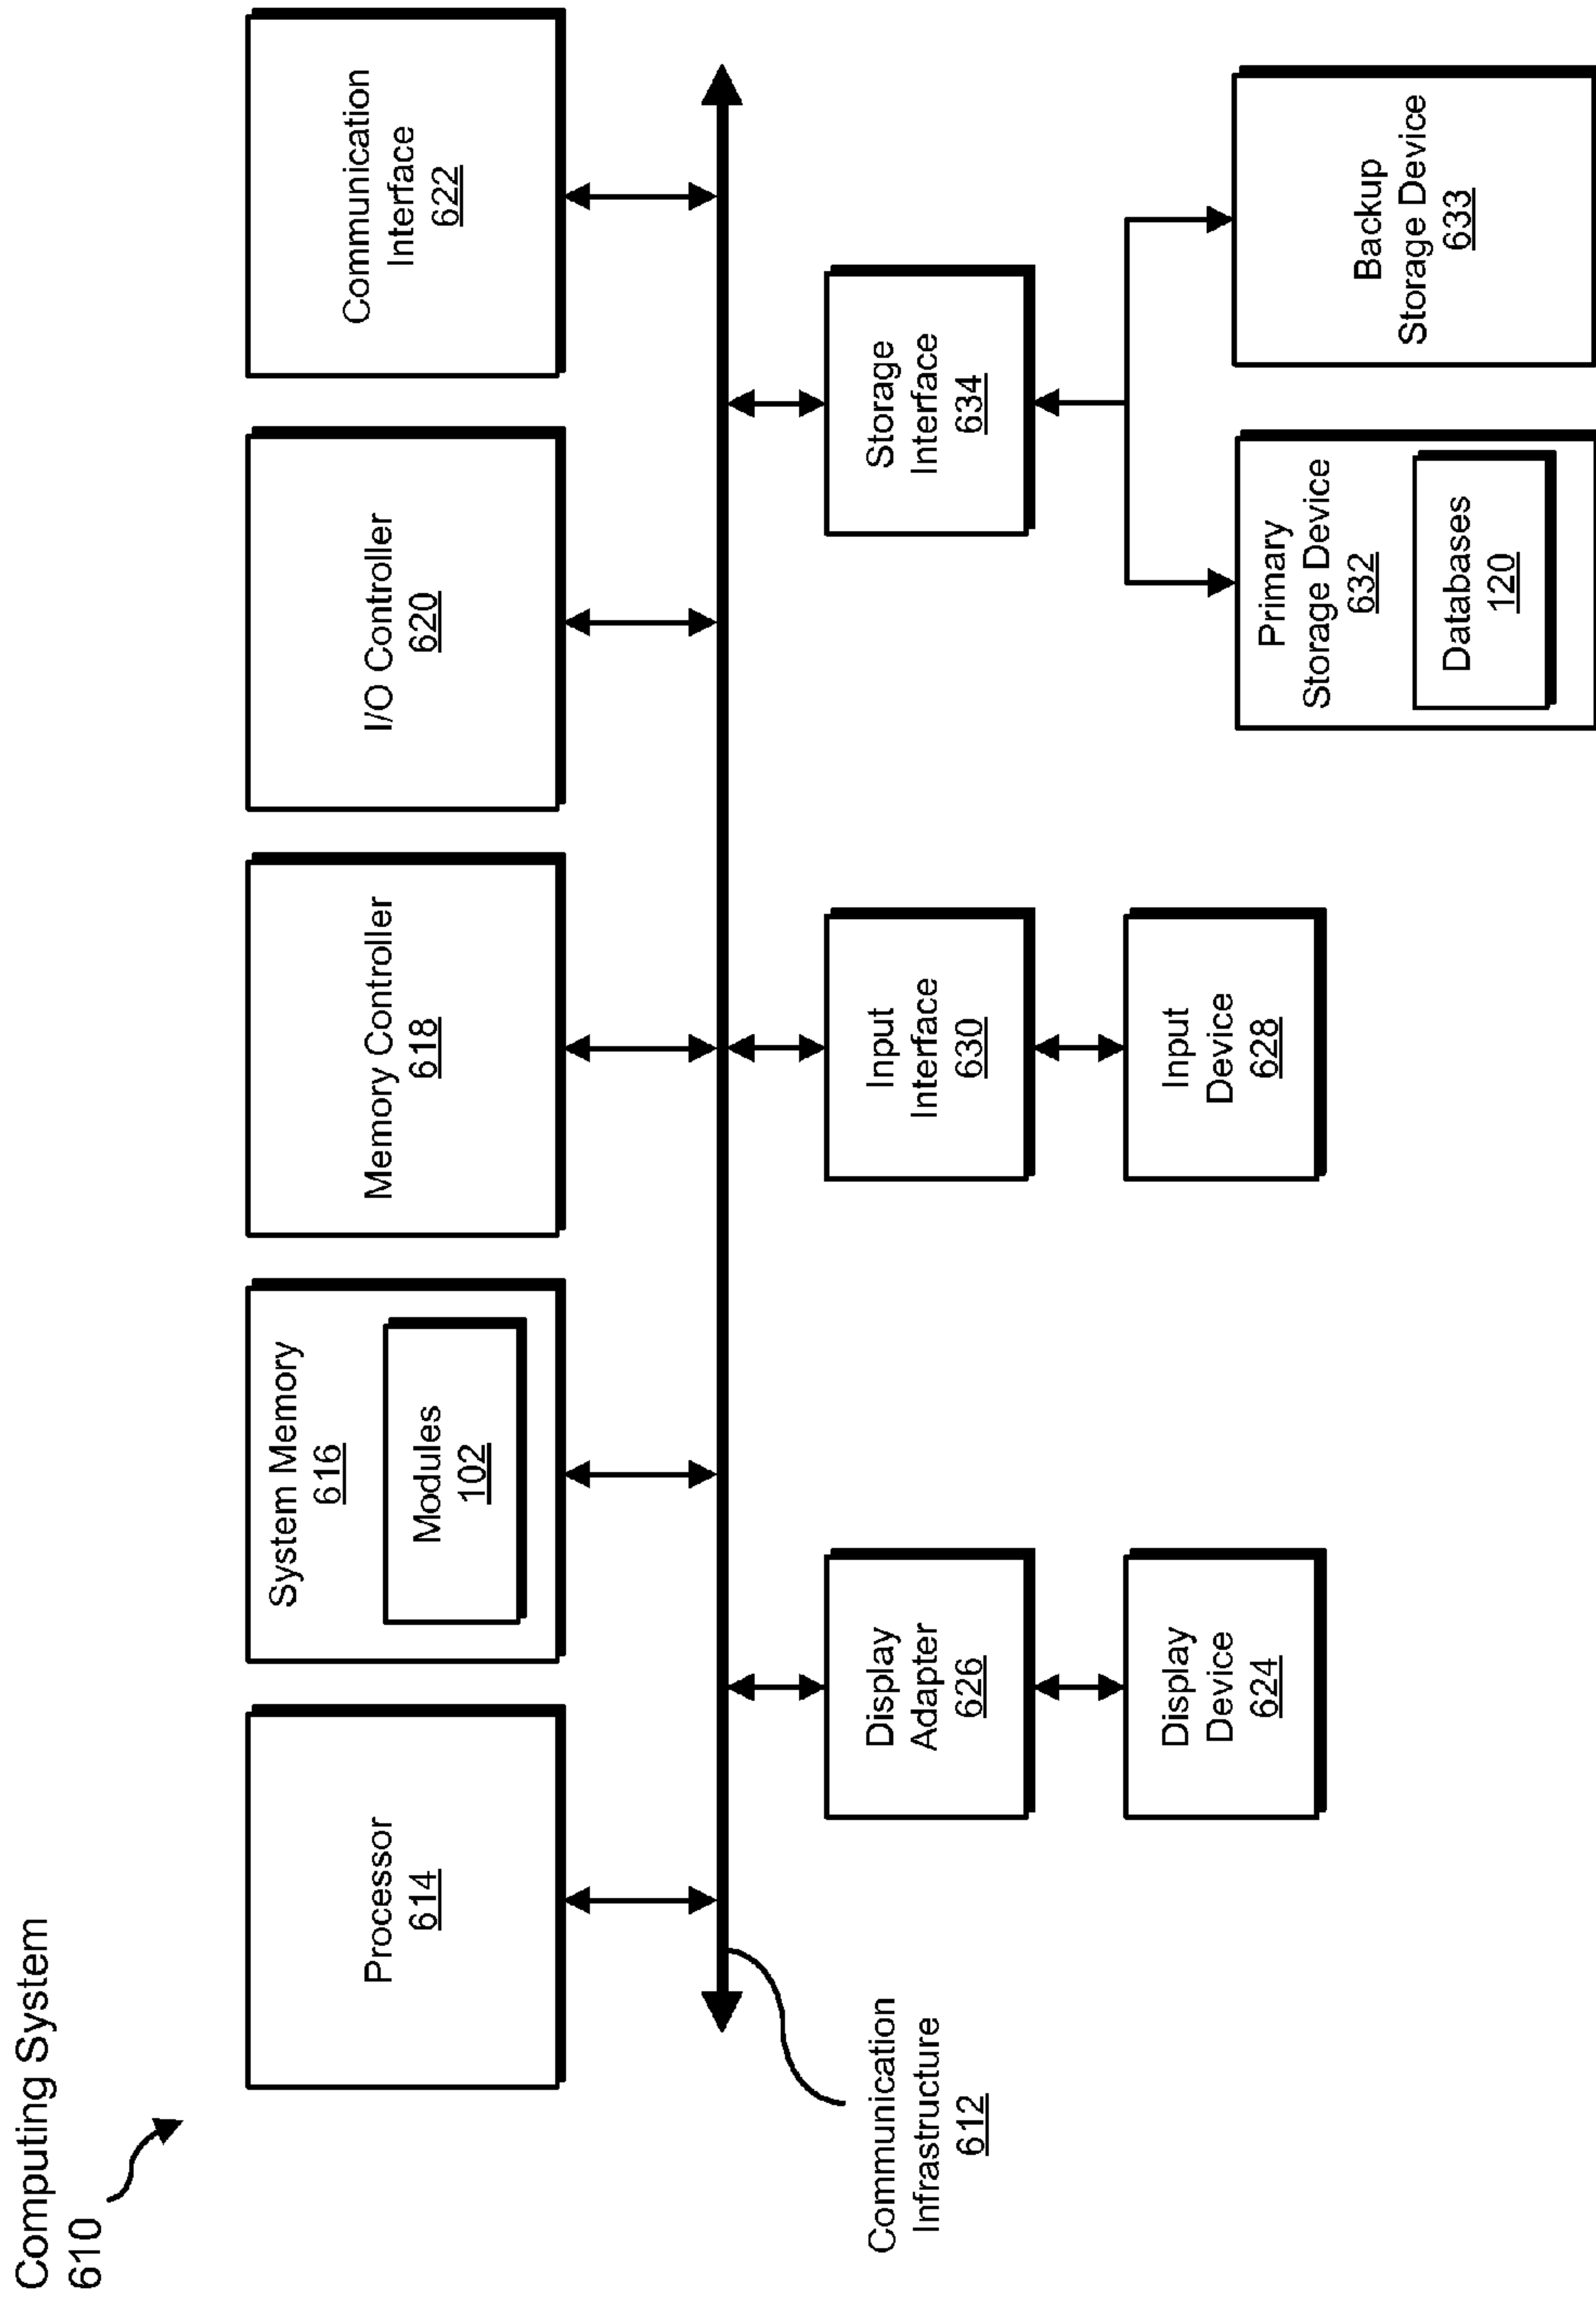 Computing System
610
Processor
614
System Memory
616
Modules
102
Memory Controller
618
I/O Controller
620
Communication
Interface
622
Communication
Infrastructure
612
Display
Adapter
626
Input
Interface
630
Storage
Interface
634
Display
Device
624
Input
Device
628
Primary
Storage Device
632
Databases
120
Backup
Storage Device
633